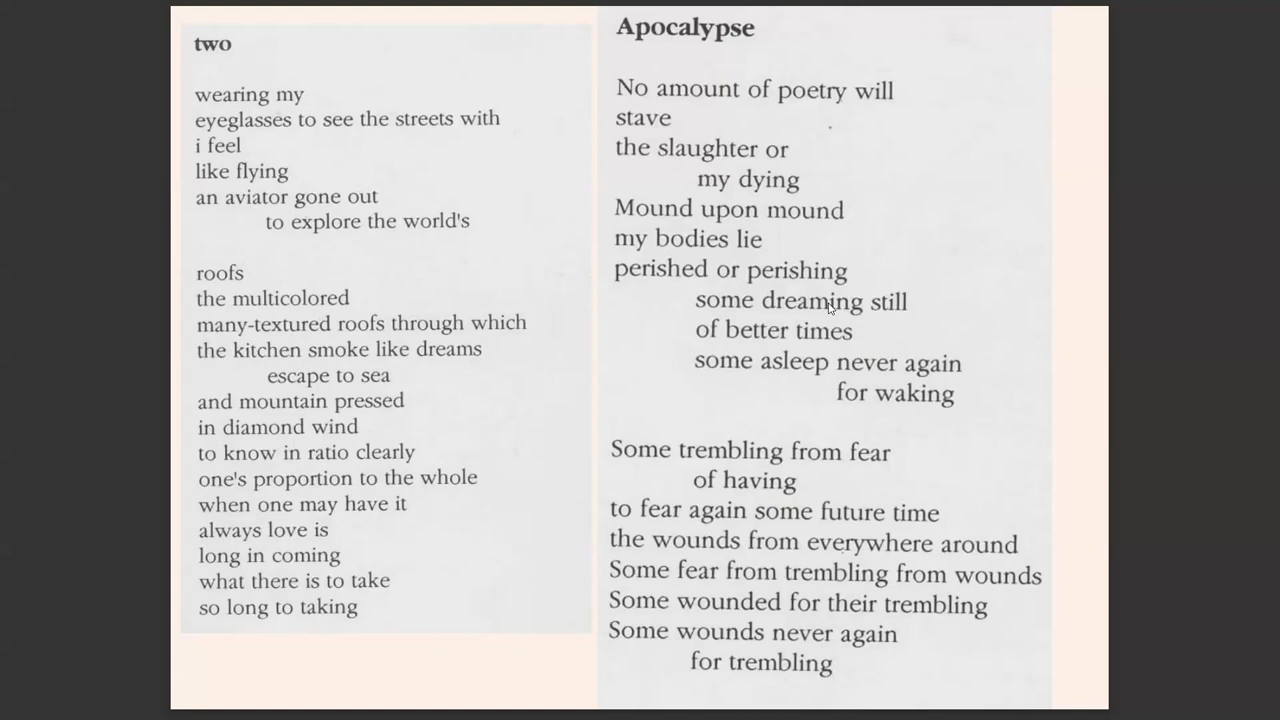 two
wearing my
eyeglasses to see the streets with
i feel
like flying
an aviator gone out
to explore the world's
roofs
the multicolored
many-textured roofs through which
the kitchen smoke like dreams
escape to sea
and mountain pressed
in diamond wind
to know in ratio clearly
one's proportion to the whole
when one may have it
always love is
long in coming
what there is to take
so long to taking
Apocalypse
No amount of poetry will
stave
the slaughter or
my dying
Mound upon mound
my bodies lie
perished or perishing
some dreaming still
of better times
some asleep never again
for waking
Some trembling from fear
of having
to fear again some future time
the wounds from everywhere around
Some fear from trembling from wounds
Some wounded for their trembling
Some wounds never again
for trembling